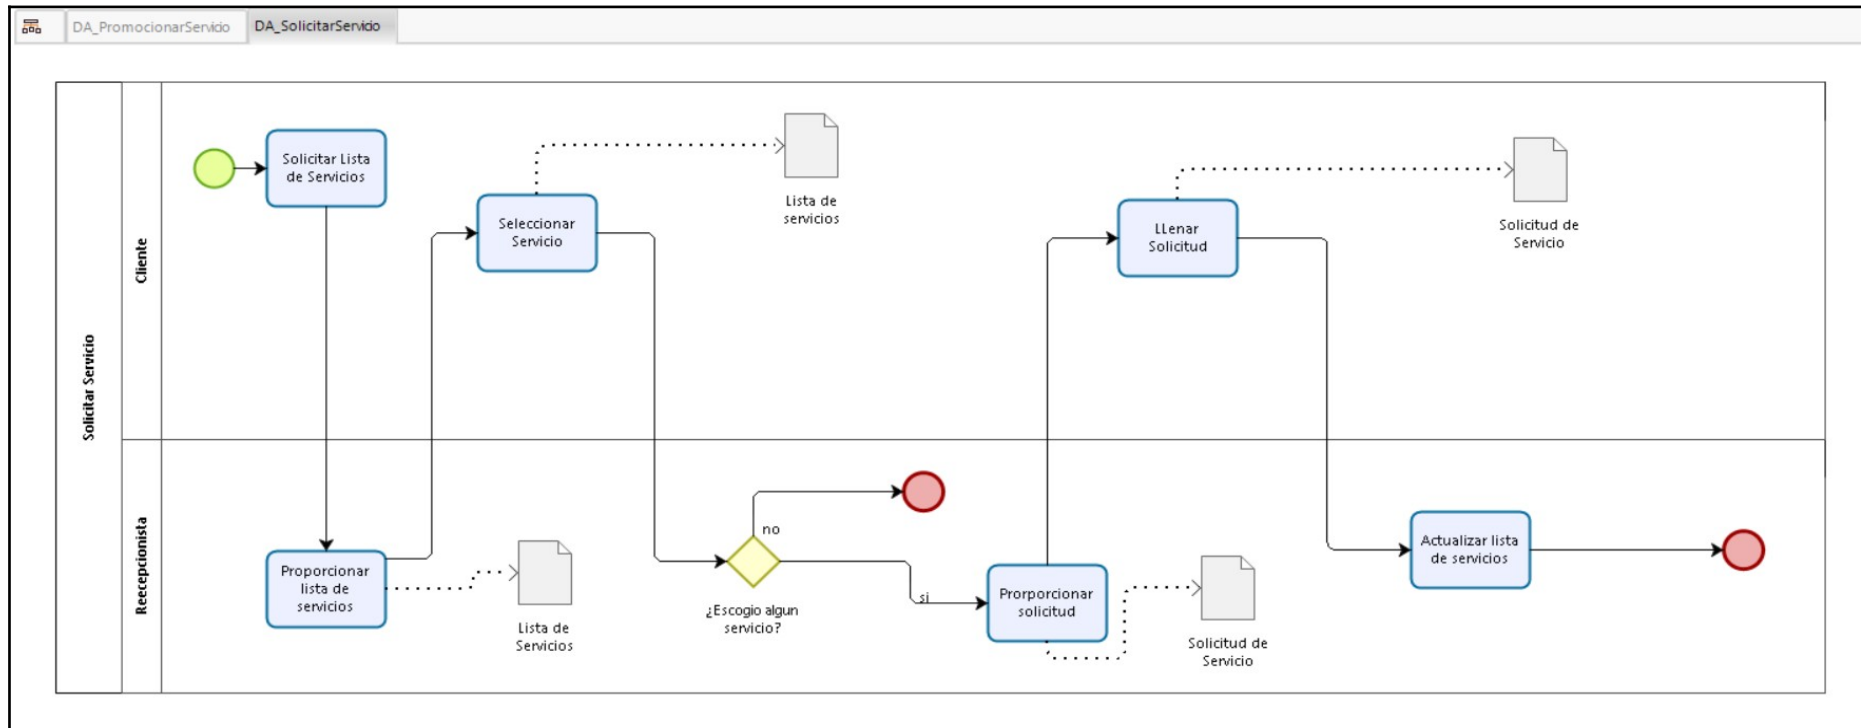 DA_PromocionarServicio
DA_SolicitarServicio
Solicitar Servicio
Cliente
Solicitar Lista
de Servicios
Seleccionar
Servicio
Lista de
servicios
LLenar
Solicitud
Solicitud de
Servicio
Reecepcionista
Proporcionar
lista de
servicios
Lista de
Servicios
no
¿Escogio algun
servicio?
si
Prorporcionar
solicitud
Solicitud de
Servicio
Actualizar lista
de servicios